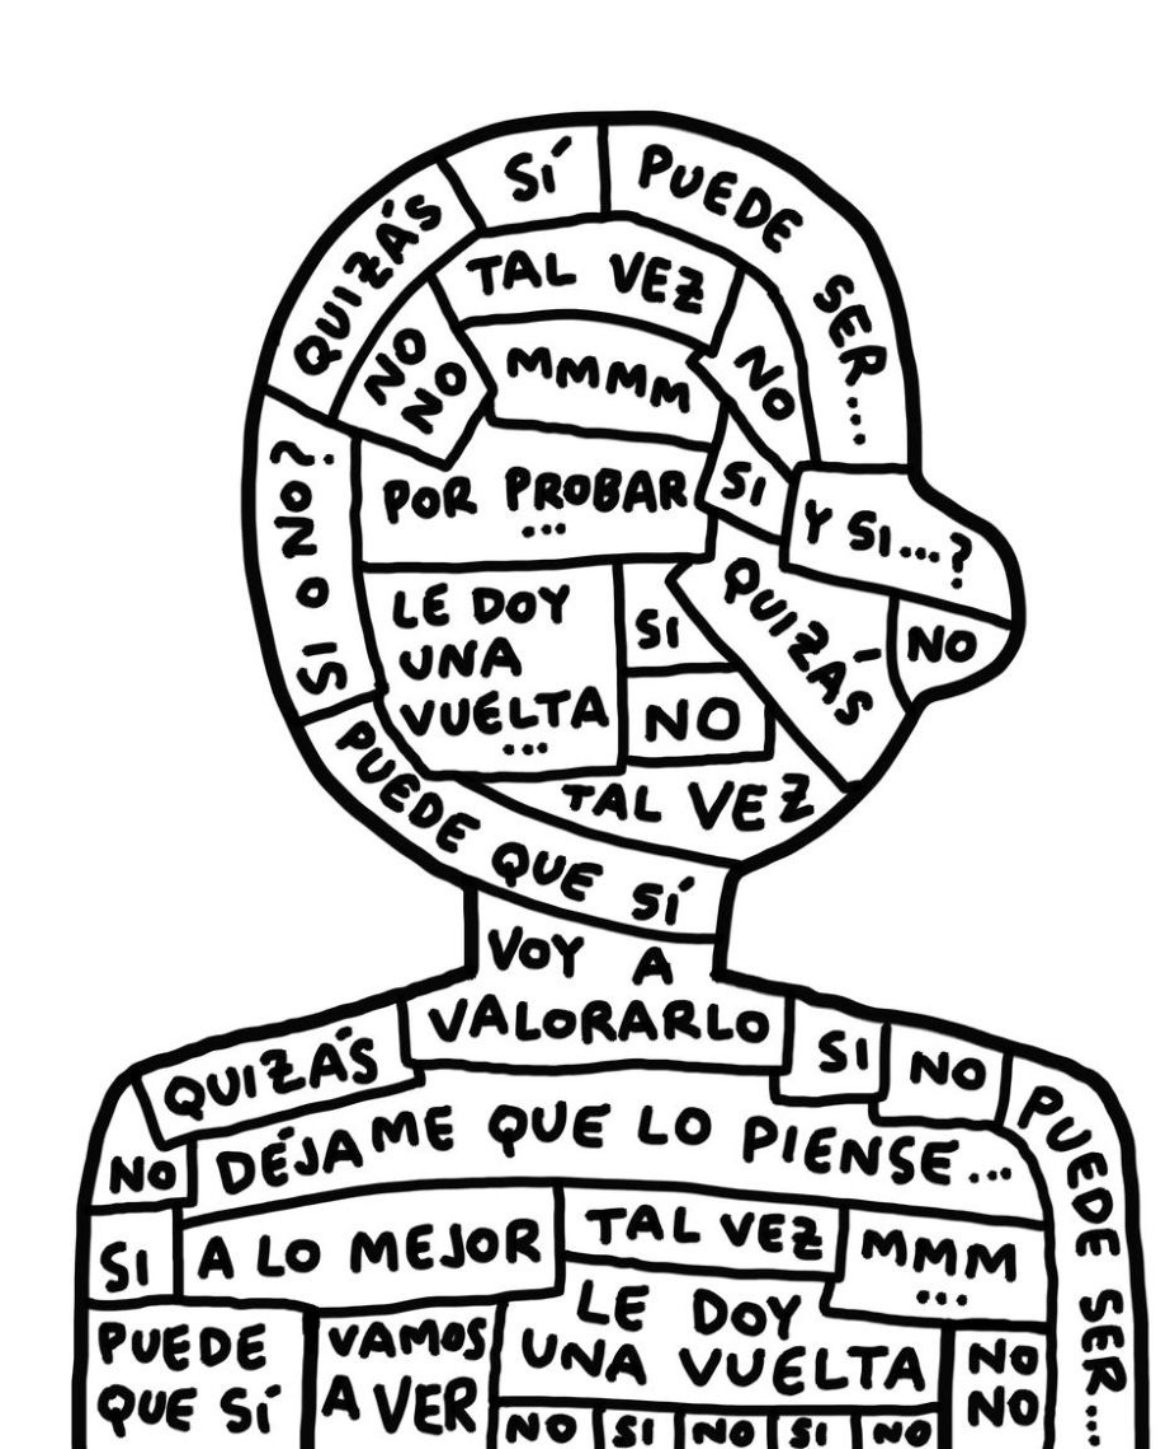 SÍ
PUEDE SER...
QUIZÁS
TAL VEZ
NO
NO
MMMM
NO
SI O NO?
POR PROBAR
...
SI
Y SI...?
LE DOY
UNA
VUELTA
...
SI
QUIZÁS
NO
NO
TAL VEZ
PUEDE QUE SÍ
VOY A
VALORARLO
QUIZÁS
SI
NO
PUEDE SER...
NO
DÉJAME QUE LO PIENSE...
SI
A LO MEJOR
TAL VEZ
MMM
...
PUEDE
QUE SÍ
VAMOS
A VER
LE DOY
UNA VUELTA
NO
NO
NO
SI
NO
SI
NO